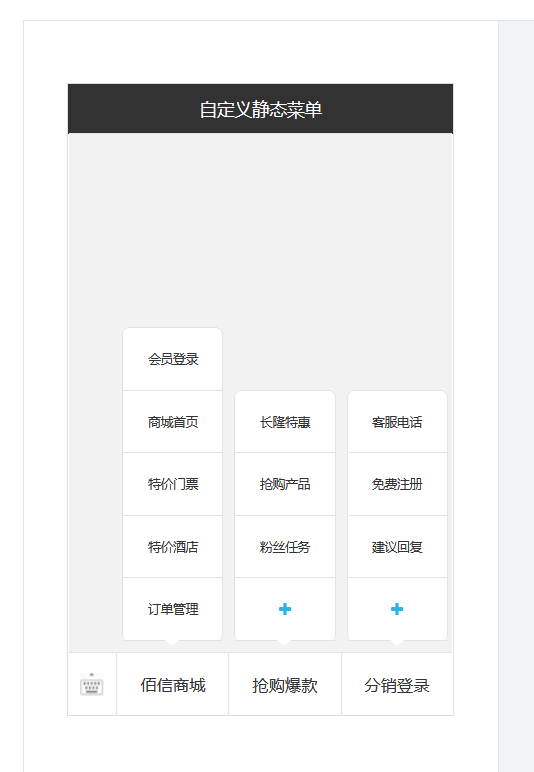 自定义静态菜单
会员登录
商城首页
特价门票
特价酒店
订单管理
长隆特惠
抢购产品
粉丝任务
客服电话
免费注册
建议回复
佰信商城
抢购爆款
分销登录